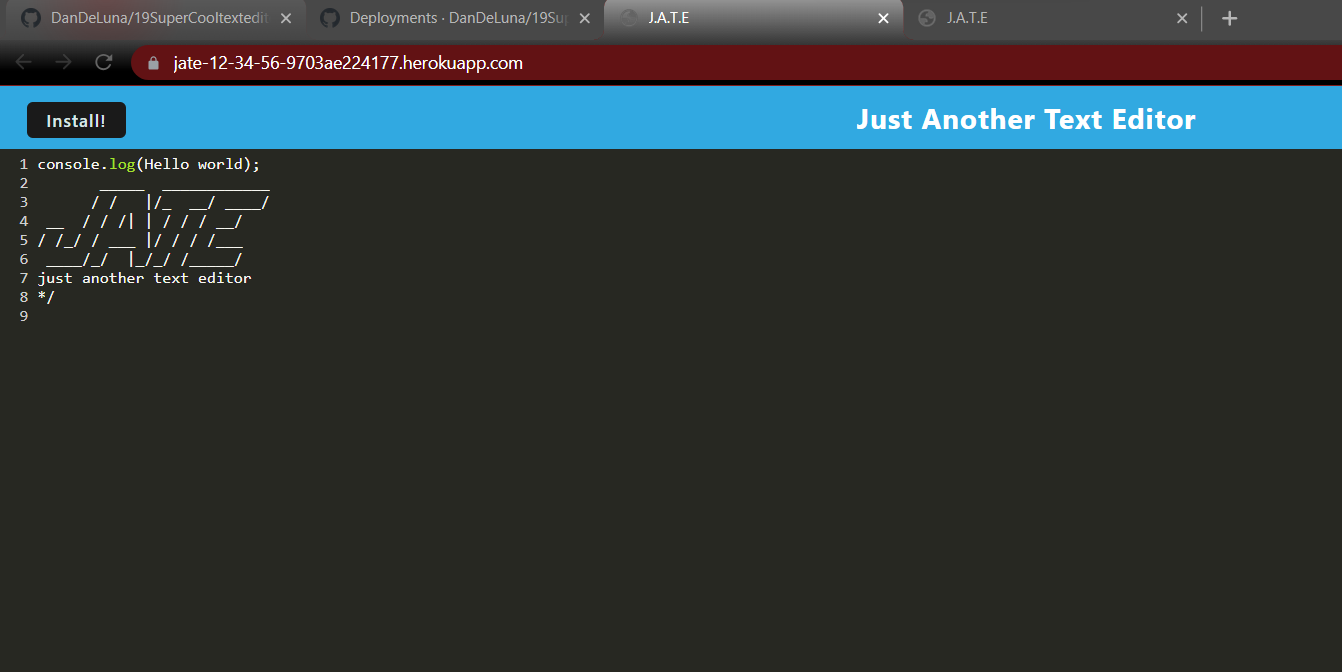 DanDeLuna/19SuperCooltextedit
Deployments · DanDeLuna/19Sup
J.A.T.E
J.A.T.E
jate-12-34-56-9703ae224177.herokuapp.com
Install!
Just Another Text Editor
1 console.log(Hello world);
2        _____  ____________
3       / /   |/_  __/ ____/
4  __  / / /| | / / / __/
5 / /_/ / ___ |/ / / /___
6  ____/_/  |_/_/ /_____/
7 just another text editor
8 */
9